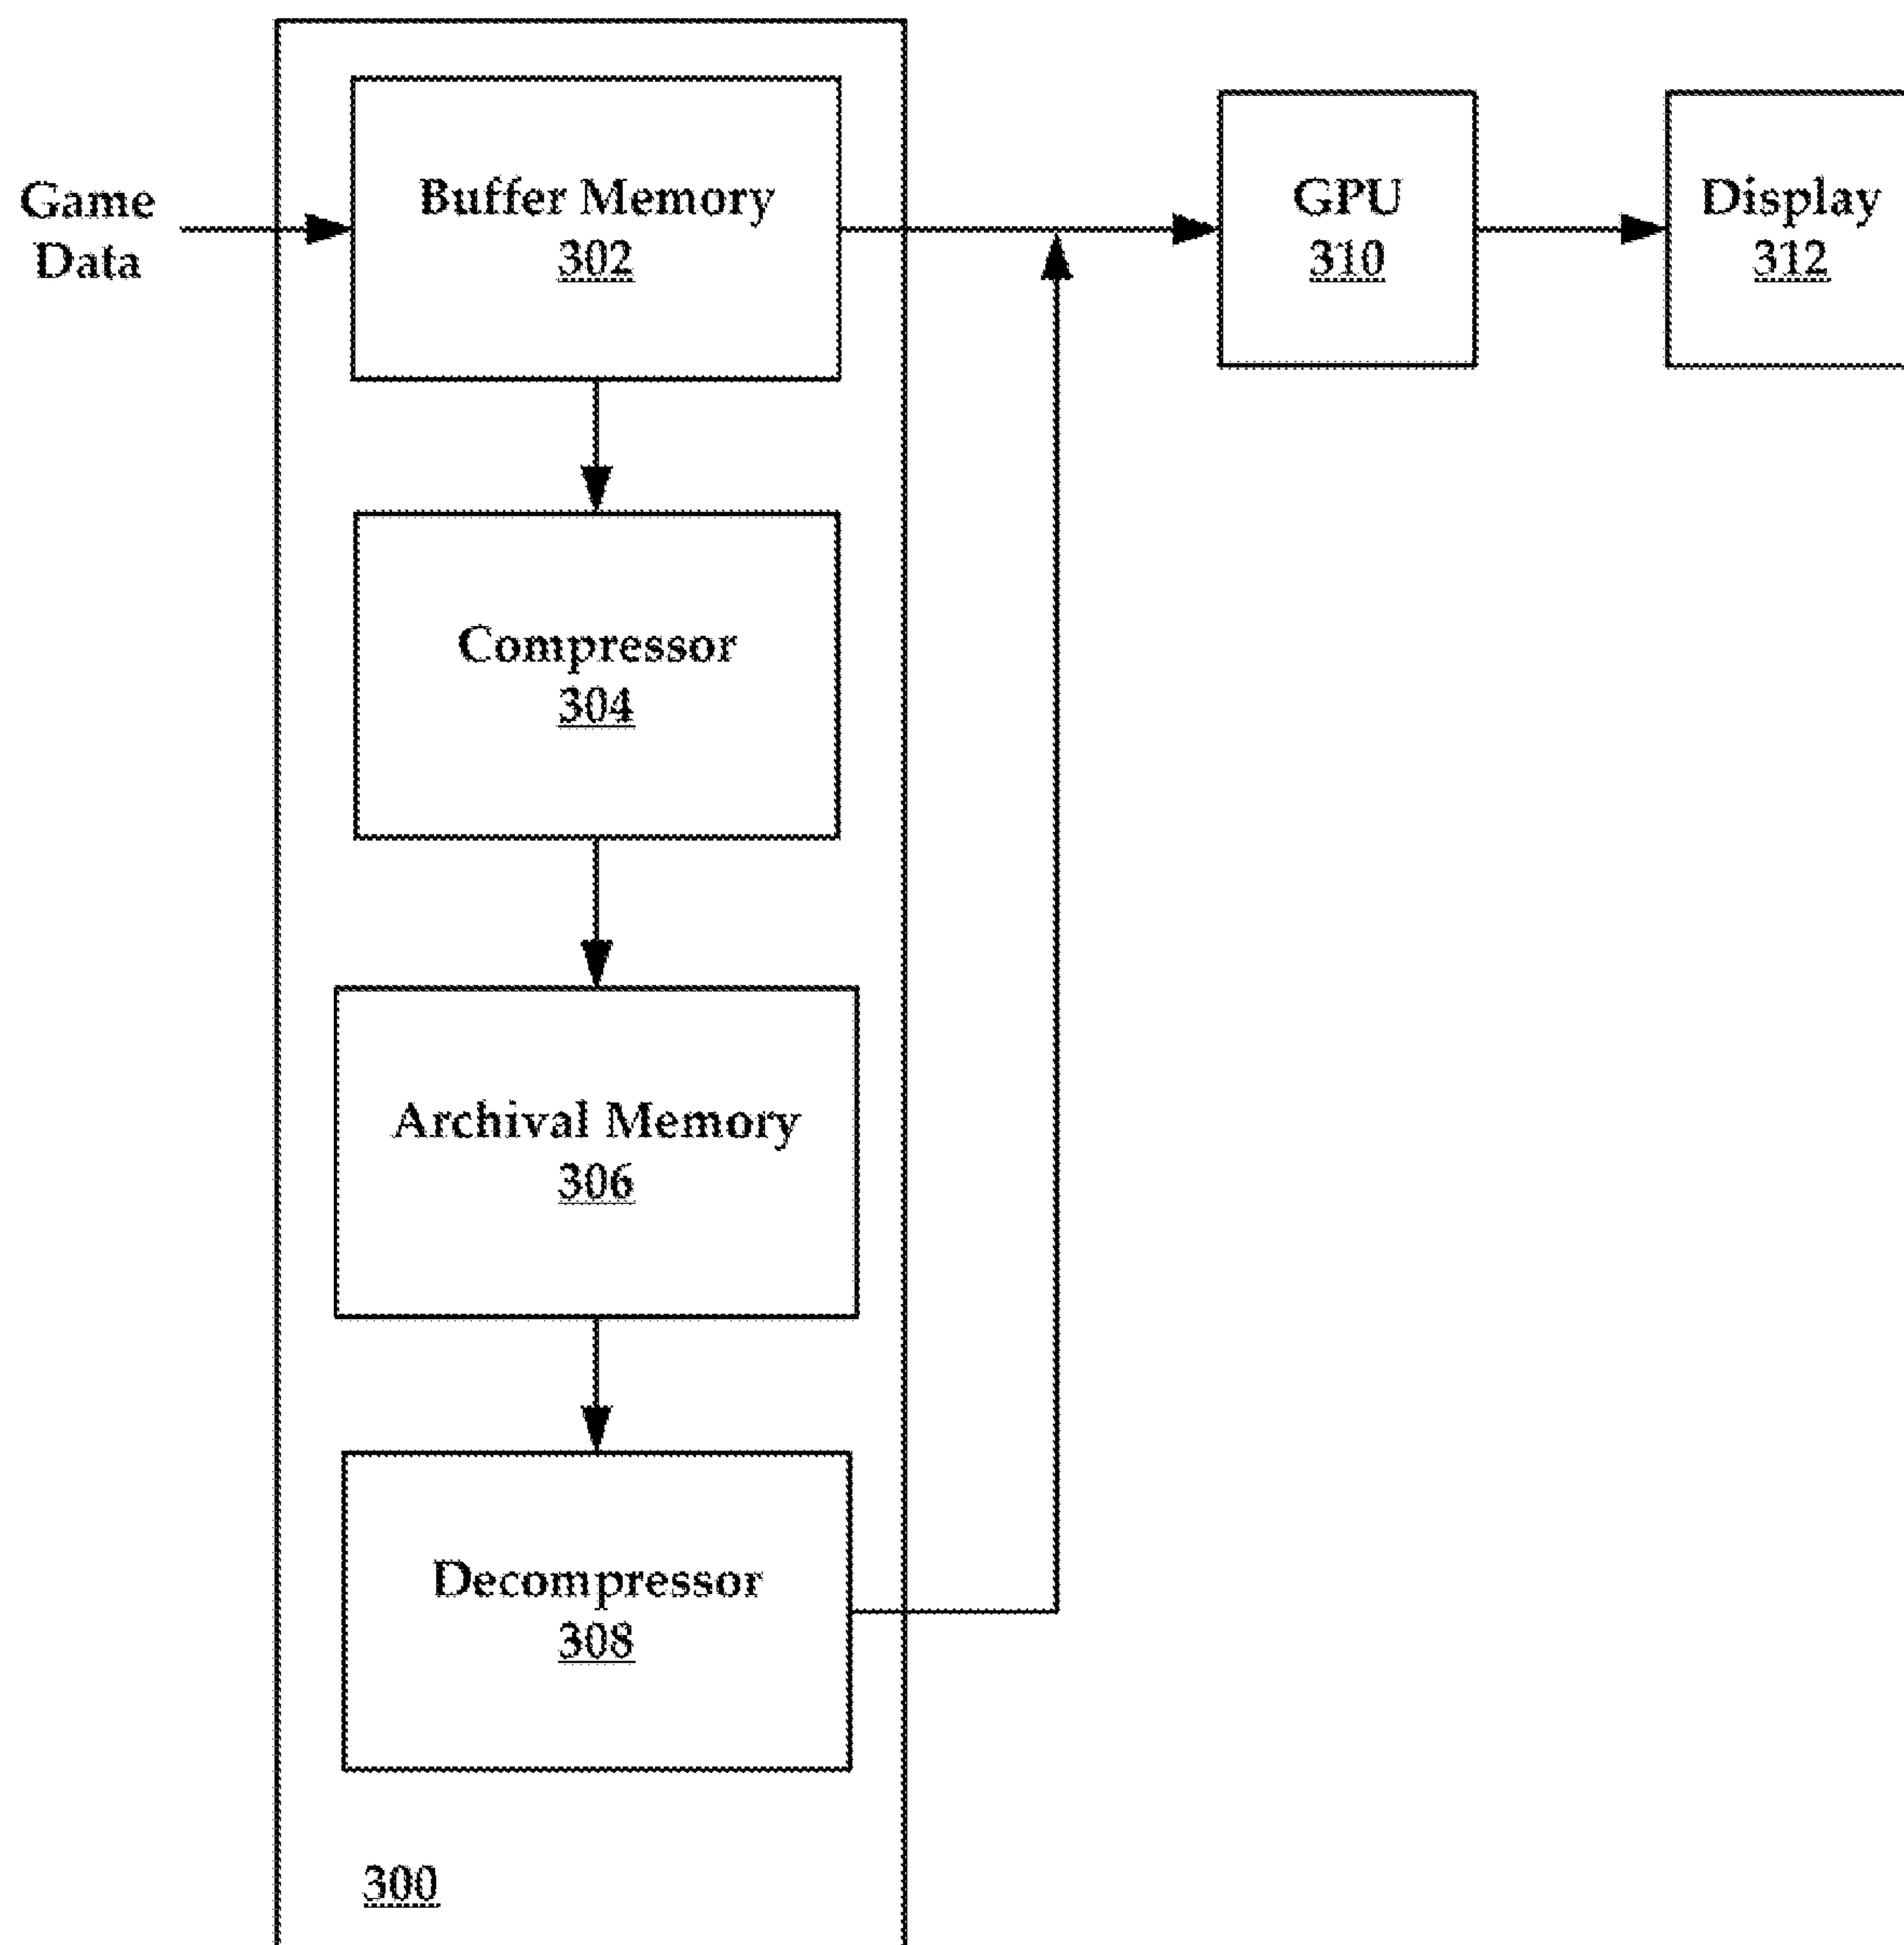 Game
Data
Buffer Memory
302
GPU
310
Display
312
Compressor
304
Archival Memory
306
Decompressor
308
300